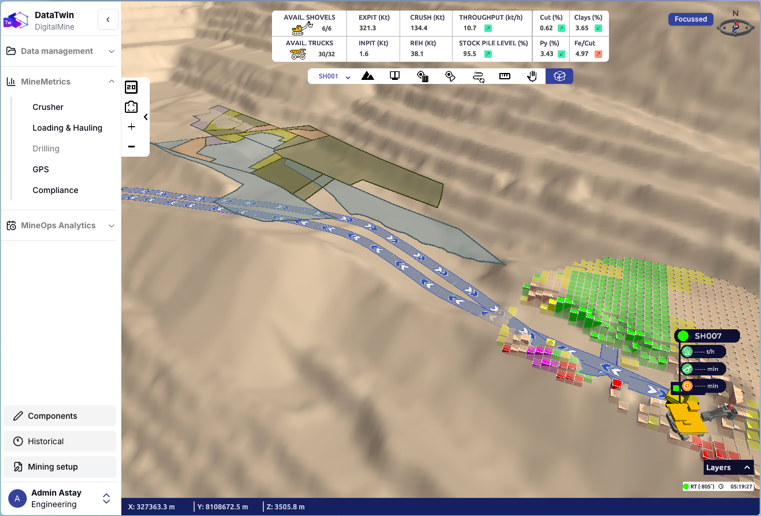 DataTwin
DigitalMine
Data management
MineMetrics
Crusher
Loading & Hauling
Drilling
GPS
Compliance
MineOps Analytics
Components
Historical
Mining setup
A
Admin Astay
Engineering
2D
AVAIL. SHOVELS
6/6
EXPIT (Kt)
321.3
CRUSH (Kt)
134.4
THROUGHPUT (kt/h)
10.7
Cut (%)
0.62
Clays (%)
3.65
AVAIL. TRUCKS
30/32
INPIT (Kt)
1.6
REH (Kt)
38.1
STOCK PILE LEVEL (%)
95.5
Py (%)
3.43
Fe/Cut
4.97
SH001
Focussed
N
SH007
---- t/h
---- min
---- min
Layers
RT (-805″) 05:19:27
X: 327363.3 m
Y: 8108672.5 m
Z: 3505.8 m